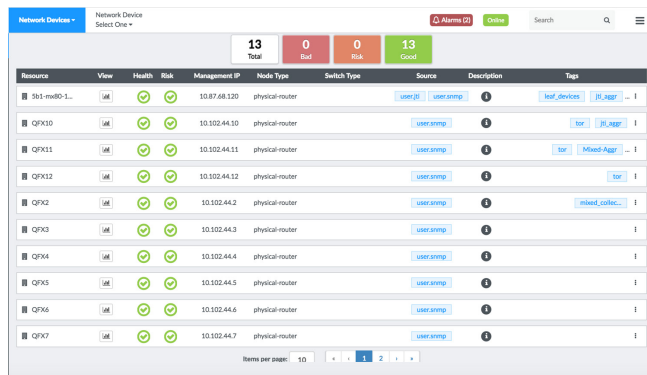 Network Devices
Network Device
Select One
Alarms (2)
Online
Search
13 0 0 13
Total Bad Risk Good
Resource View Health Risk Management IP Node Type Switch Type Source Description Tags
5b1-mx80-1... 10.87.68.120 physical-router user.jti user.snmp leaf_devices jti_aggr ...
QFX10 10.102.44.10 physical-router user.snmp tor jti_aggr
QFX11 10.102.44.11 physical-router user.snmp tor Mixed-Aggr ...
QFX12 10.102.44.12 physical-router user.snmp tor
QFX2 10.102.44.2 physical-router user.snmp mixed_collec...
QFX3 10.102.44.3 physical-router user.snmp
QFX4 10.102.44.4 physical-router user.snmp
QFX5 10.102.44.5 physical-router user.snmp
QFX6 10.102.44.6 physical-router user.snmp
QFX7 10.102.44.7 physical-router user.snmp
Items per page: 10 « ‹ 1 2 › »